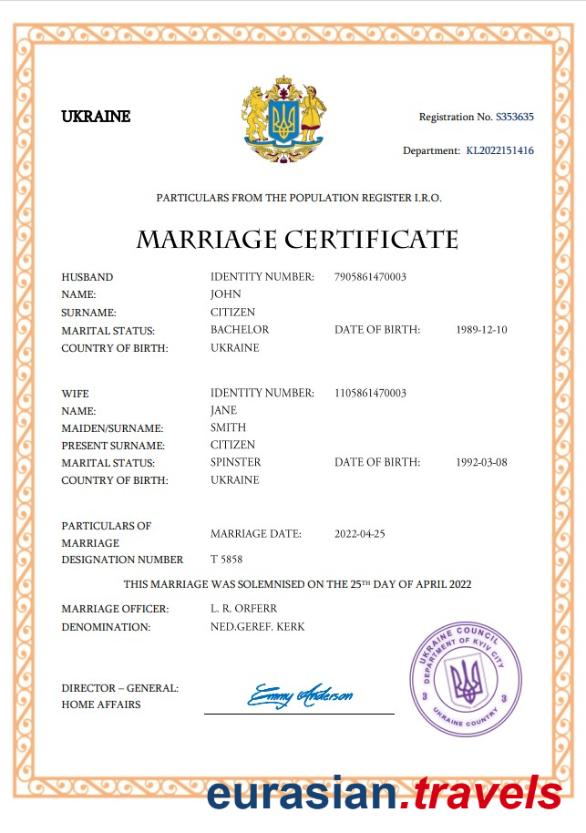 UKRAINE
Registration No. S353635
Department: KL2022151416
PARTICULARS FROM THE POPULATION REGISTER I.R.O.
MARRIAGE CERTIFICATE
HUSBAND IDENTITY NUMBER: 7905861470003
NAME: JOHN
SURNAME: CITIZEN
MARITAL STATUS: BACHELOR DATE OF BIRTH: 1989-12-10
COUNTRY OF BIRTH: UKRAINE
WIFE IDENTITY NUMBER: 1105861470003
NAME: JANE
MAIDEN/SURNAME: SMITH
PRESENT SURNAME: CITIZEN
MARITAL STATUS: SPINSTER DATE OF BIRTH: 1992-03-08
COUNTRY OF BIRTH: UKRAINE
PARTICULARS OF
MARRIAGE MARRIAGE DATE: 2022-04-25
DESIGNATION NUMBER T 5858
THIS MARRIAGE WAS SOLEMNISED ON THE 25TH DAY OF APRIL 2022
MARRIAGE OFFICER: L. R. ORFERR
DENOMINATION: NED.GEREF. KERK
UKRAINE COUNCIL
DEPARTMENT OF KYIV CITY
UKRAINE COUNTRY
DIRECTOR – GENERAL:
HOME AFFAIRS
Emmy Anderson
eurasian.travels